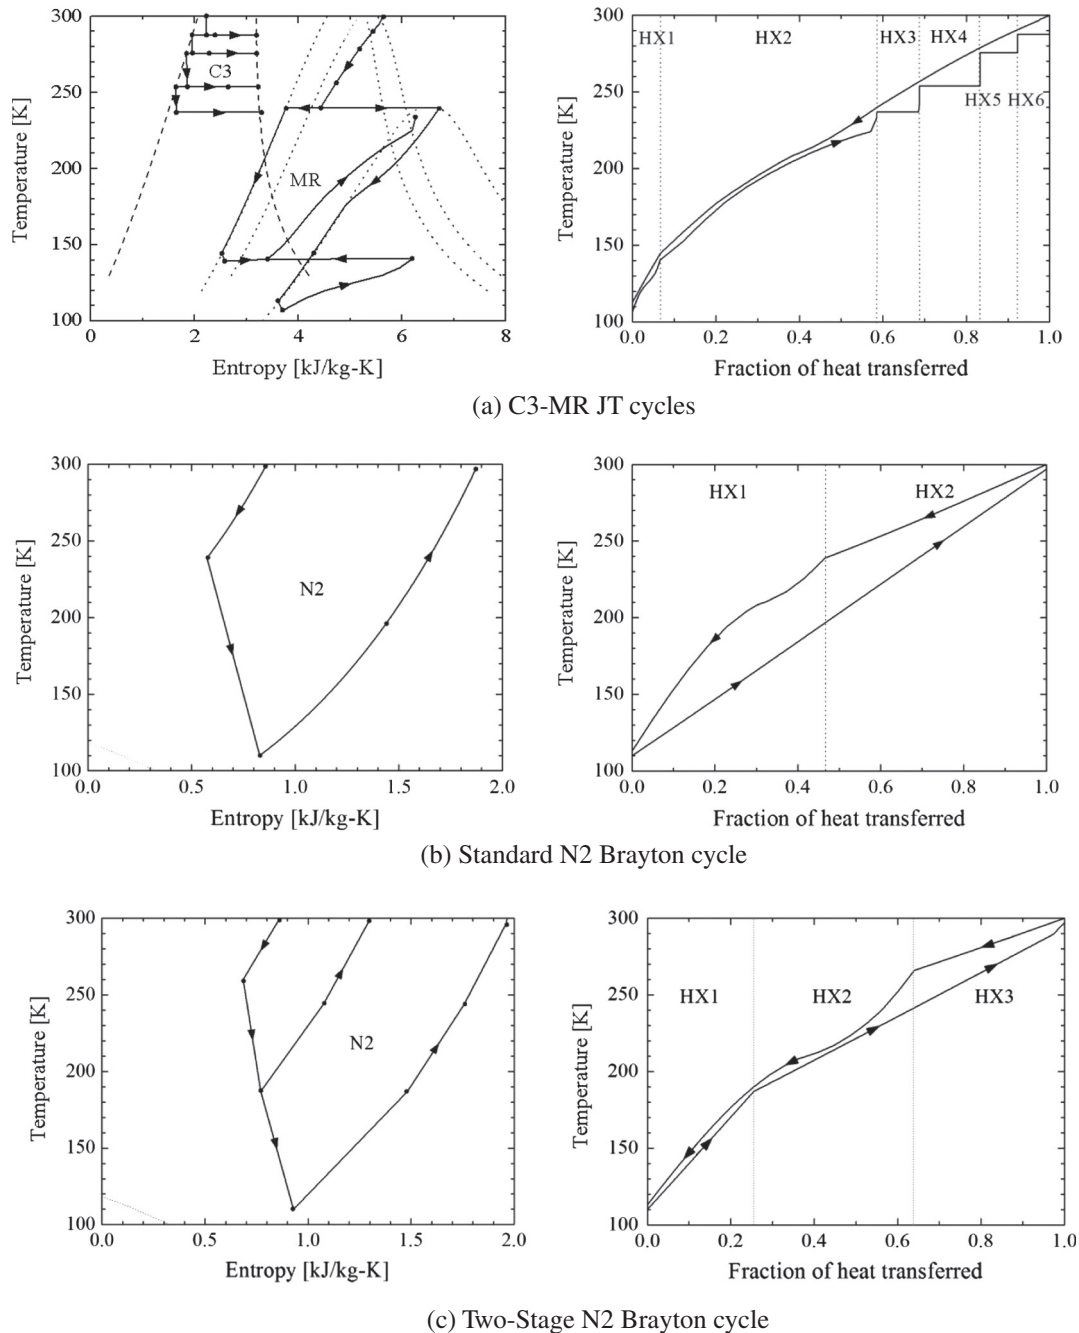 300
250
200
150
100
Temperature [K]
C3
MR
0 2 4 6 8
Entropy [kJ/kg-K]
300
250
200
150
100
Temperature [K]
HX1 HX2 HX3 HX4
HX5 HX6
0.0 0.2 0.4 0.6 0.8 1.0
Fraction of heat transferred
(a) C3-MR JT cycles
300
250
200
150
100
Temperature [K]
N2
0.0 0.5 1.0 1.5 2.0
Entropy [kJ/kg-K]
300
250
200
150
100
Temperature [K]
HX1 HX2
0.0 0.2 0.4 0.6 0.8 1.0
Fraction of heat transferred
(b) Standard N2 Brayton cycle
300
250
200
150
100
Temperature [K]
N2
0.0 0.5 1.0 1.5 2.0
Entropy [kJ/kg-K]
300
250
200
150
100
Temperature [K]
HX1 HX2 HX3
0.0 0.2 0.4 0.6 0.8 1.0
Fraction of heat transferred
(c) Two-Stage N2 Brayton cycle